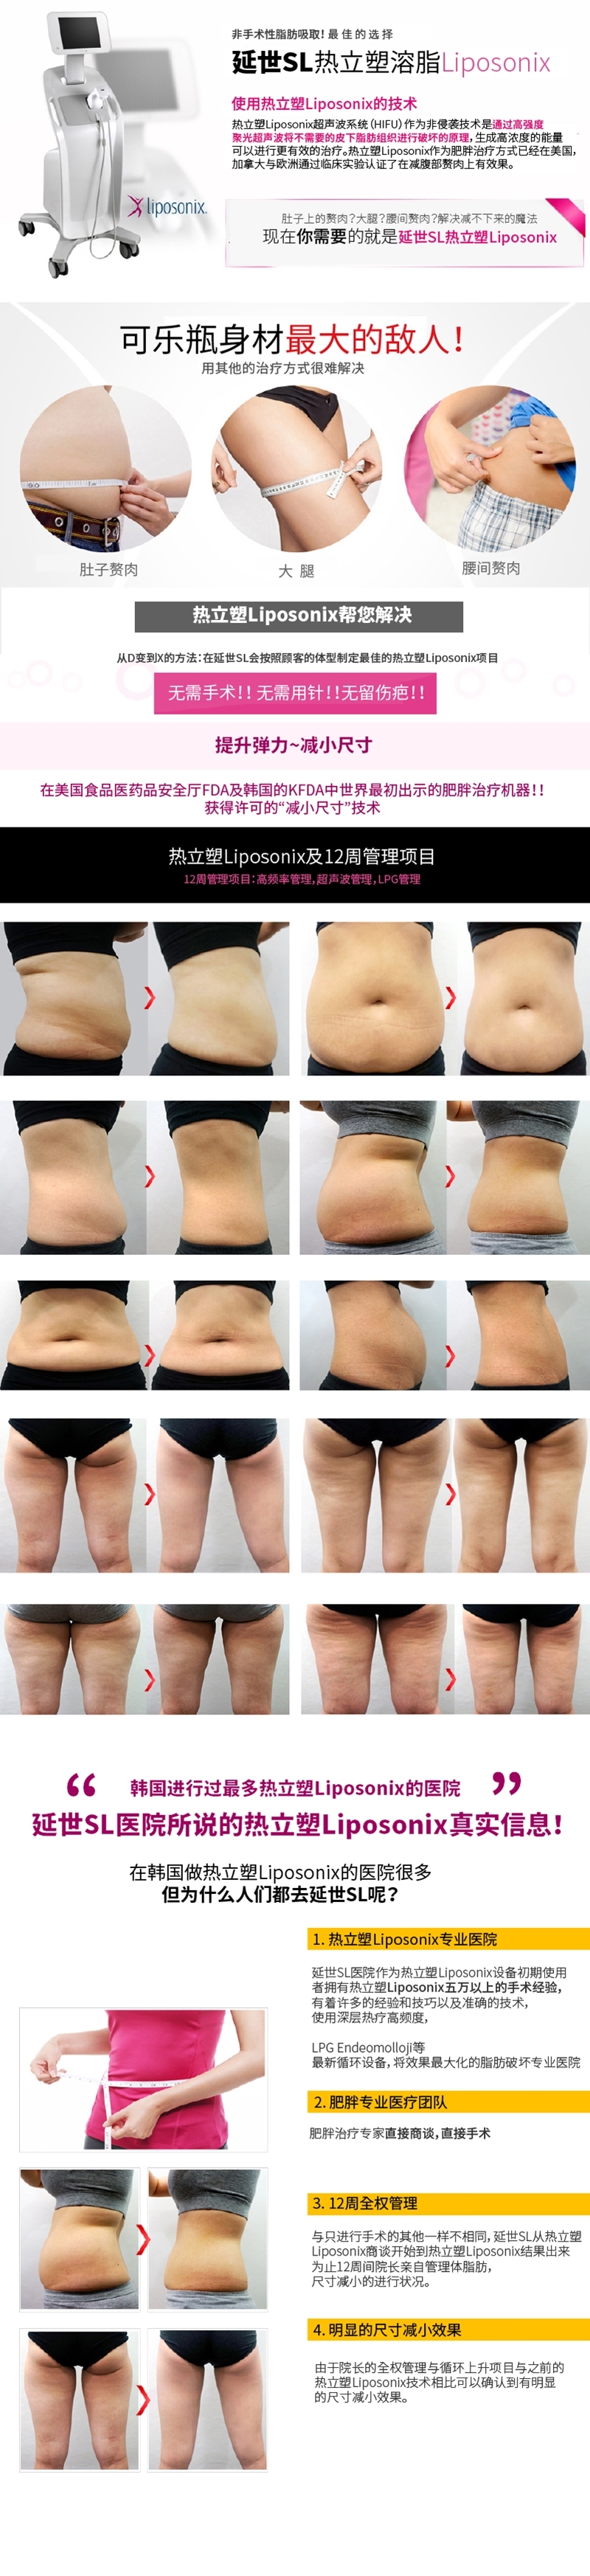 非手术性脂肪吸取！最佳的选择
延世SL热立塑溶脂Liposonix
使用热立塑Liposonix的技术
热立塑Liposonix超声波系统（HIFU）作为非侵袭技术是通过高强度
聚光超声波将不需要的皮下脂肪组织进行破坏的原理，生成高浓度的能量
可以进行更有效的治疗。热立塑Liposonix作为肥胖治疗方式已经在美国，
加拿大与欧洲通过临床实验认证了在减腹部赘肉上有效果。
liposonix.
肚子上的赘肉？大腿？腰间赘肉？解决减不下来的魔法
现在你需要的就是延世SL热立塑Liposonix
可乐瓶身材最大的敌人！
用其他的治疗方式很难解决
肚子赘肉
大 腿
腰间赘肉
热立塑Liposonix帮您解决
从D变到X的方法：在延世SL会按照顾客的体型制定最佳的热立塑Liposonix项目
无需手术！！无需用针！！无留伤疤！！
提升弹力~减小尺寸
在美国食品医药品安全厅FDA及韩国的KFDA中世界最初出示的肥胖治疗机器！！
获得许可的“减小尺寸”技术
热立塑Liposonix及12周管理项目
12周管理项目：高频率管理，超声波管理，LPG管理
“ 韩国进行过最多热立塑Liposonix的医院 ”
延世SL医院所说的热立塑Liposonix真实信息！
在韩国做热立塑Liposonix的医院很多
但为什么人们都去延世SL呢？
1. 热立塑Liposonix专业医院
延世SL医院作为热立塑Liposonix设备初期使用
者拥有热立塑Liposonix五万以上的手术经验，
有着许多的经验和技巧以及准确的技术，
使用深层热疗高频度，
LPG Endeomolloji等
最新循环设备，将效果最大化的脂肪破坏专业医院
2. 肥胖专业医疗团队
肥胖治疗专家直接商谈，直接手术
3. 12周全权管理
与只进行手术的其他一样不相同，延世SL从热立塑
Liposonix商谈开始到热立塑Liposonix结果出来
为止12周间院长亲自管理体脂肪，
尺寸减小的进行状况。
4. 明显的尺寸减小效果
由于院长的全权管理与循环上升项目与之前的
热立塑Liposonix技术相比可以确认到有明显
的尺寸减小效果。